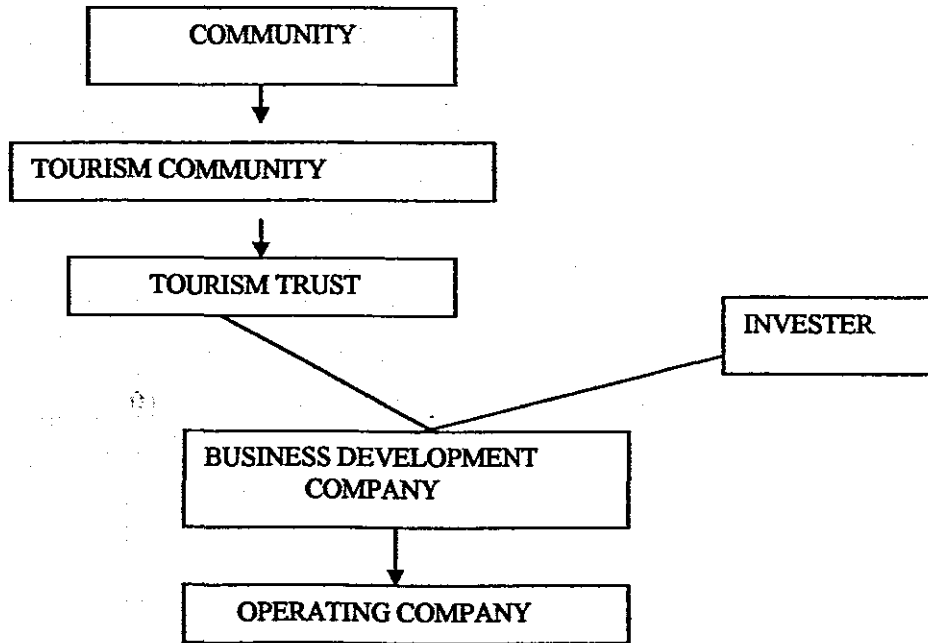 COMMUNITY
TOURISM COMMUNITY
TOURISM TRUST
INVESTER
BUSINESS DEVELOPMENT
COMPANY
OPERATING COMPANY